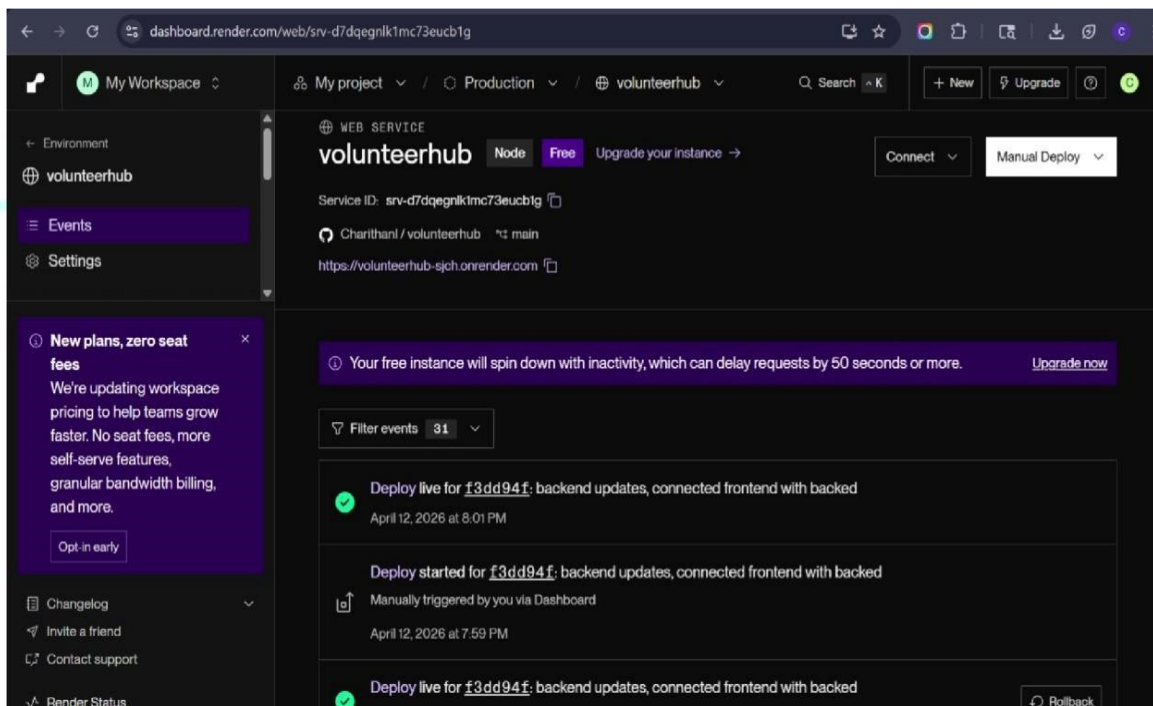 dashboard.render.com/web/srv-d7dqegnlk1mc73eucb1g
M My Workspace
My project / Production / volunteerhub
Search ^ K
+ New
Upgrade
C
← Environment
volunteerhub
Events
Settings
New plans, zero seat
fees
We're updating workspace
pricing to help teams grow
faster. No seat fees, more
self-serve features,
granular bandwidth billing,
and more.
Opt-in early
Changelog
Invite a friend
Contact support
Render Status
WEB SERVICE
volunteerhub Node Free Upgrade your instance →
Connect
Manual Deploy
Service ID: srv-d7dqegnlk1mc73eucb1g
Charithanl / volunteerhub main
https://volunteerhub-sjch.onrender.com
Your free instance will spin down with inactivity, which can delay requests by 50 seconds or more. Upgrade now
Filter events 31
Deploy live for f3dd94f: backend updates, connected frontend with backed
April 12, 2026 at 8:01 PM
Deploy started for f3dd94f: backend updates, connected frontend with backed
Manually triggered by you via Dashboard
April 12, 2026 at 7:59 PM
Deploy live for f3dd94f: backend updates, connected frontend with backed
Rollback